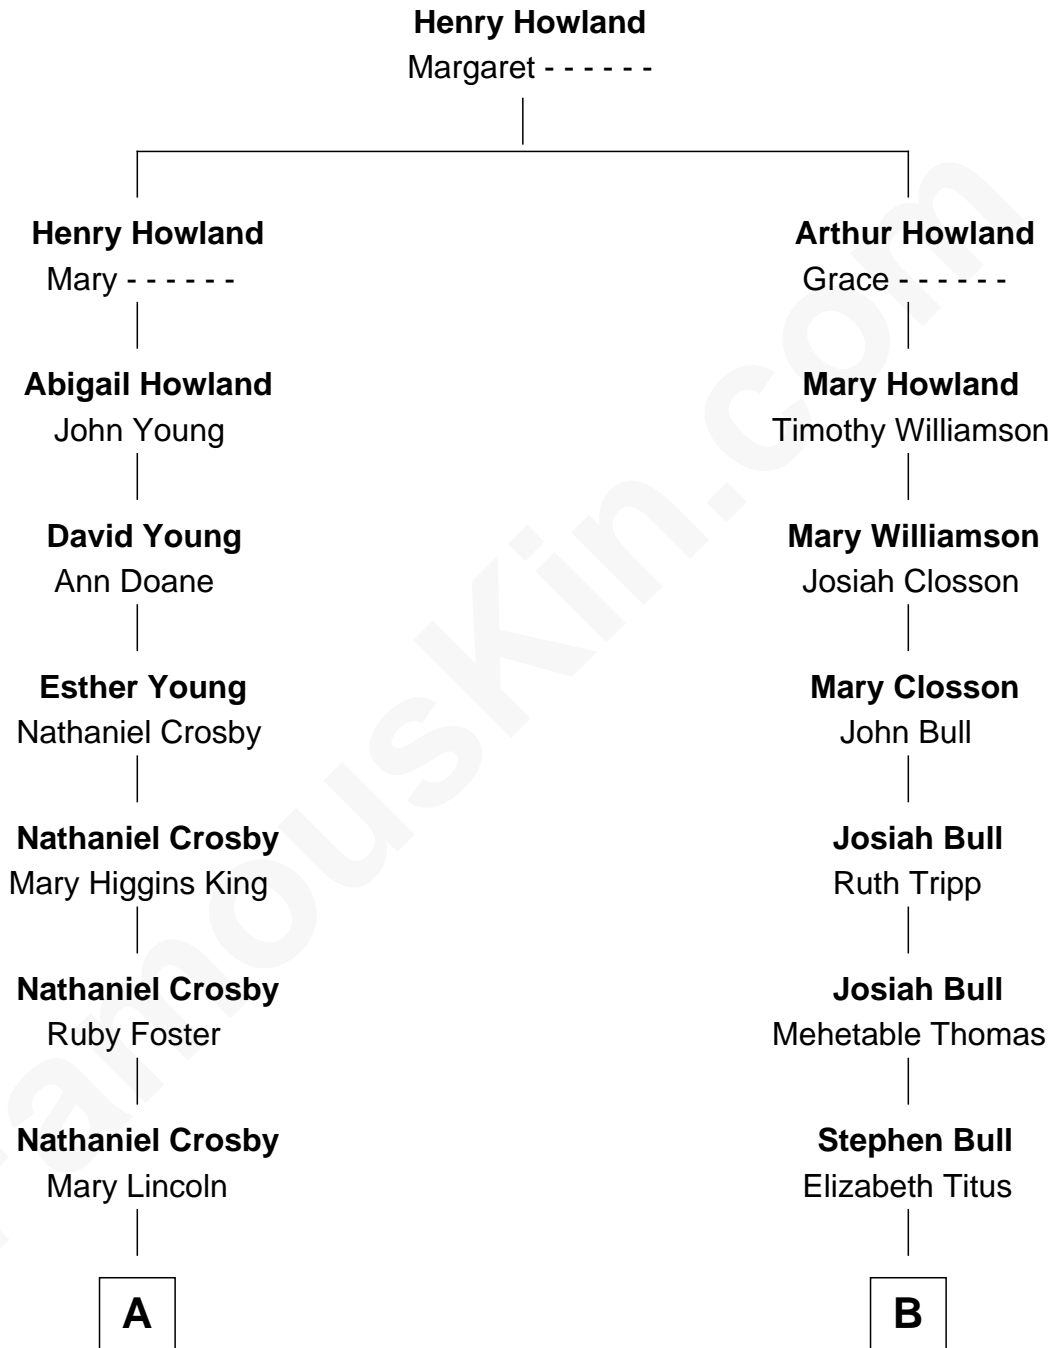 Henry Howland
Margaret - - - - - -
Henry Howland
Mary - - - - - -
Arthur Howland
Grace - - - - - -
Abigail Howland
John Young
Mary Howland
Timothy Williamson
David Young
Ann Doane
Mary Williamson
Josiah Closson
Esther Young
Nathaniel Crosby
Mary Closson
John Bull
Nathaniel Crosby
Mary Higgins King
Josiah Bull
Ruth Tripp
Nathaniel Crosby
Ruby Foster
Josiah Bull
Mehetable Thomas
Nathaniel Crosby
Mary Lincoln
Stephen Bull
Elizabeth Titus
A
B
FamousKin.com